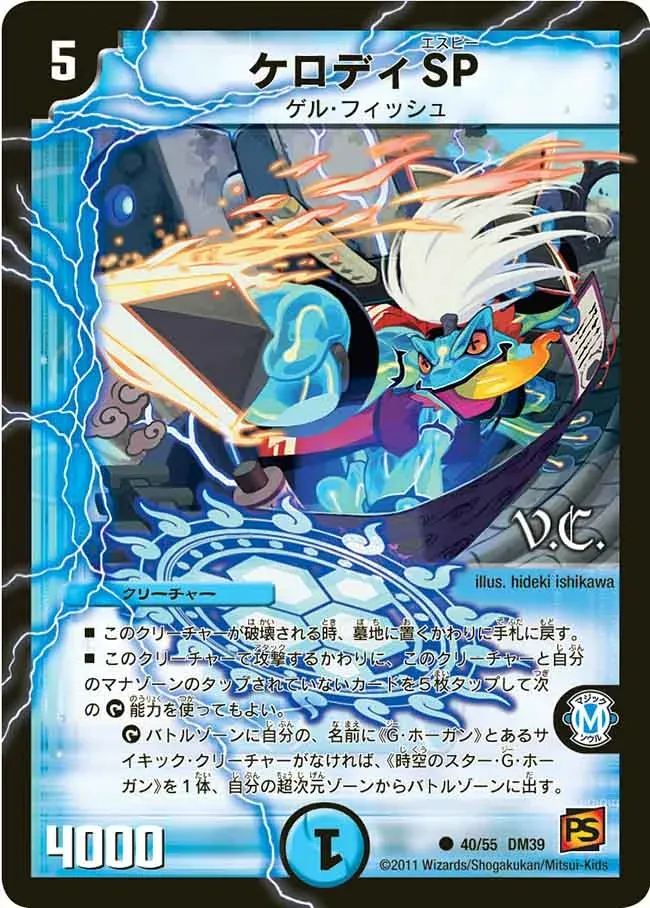 5
エスピー
ケロディSP
ゲル・フィッシュ
V.C.
illus. hideki ishikawa
クリーチャー
■ このクリーチャーが破壊される時、墓地に置くかわりに手札に戻す。
■ このクリーチャーで攻撃するかわりに、このクリーチャーと自分
のマナゾーンのタップされていないカードを5枚タップして次
の 能力を使ってもよい。
バトルゾーンに自分の、名前に《G・ホーガン》とあるサ
イキック・クリーチャーがなければ、《時空のスター・G・ホー
ガン》を1体、自分の超次元ゾーンからバトルゾーンに出す。
マジック
M
ソウル
4000
1
● 40/55 DM39
PS
©2011 Wizards/Shogakukan/Mitsui-Kids